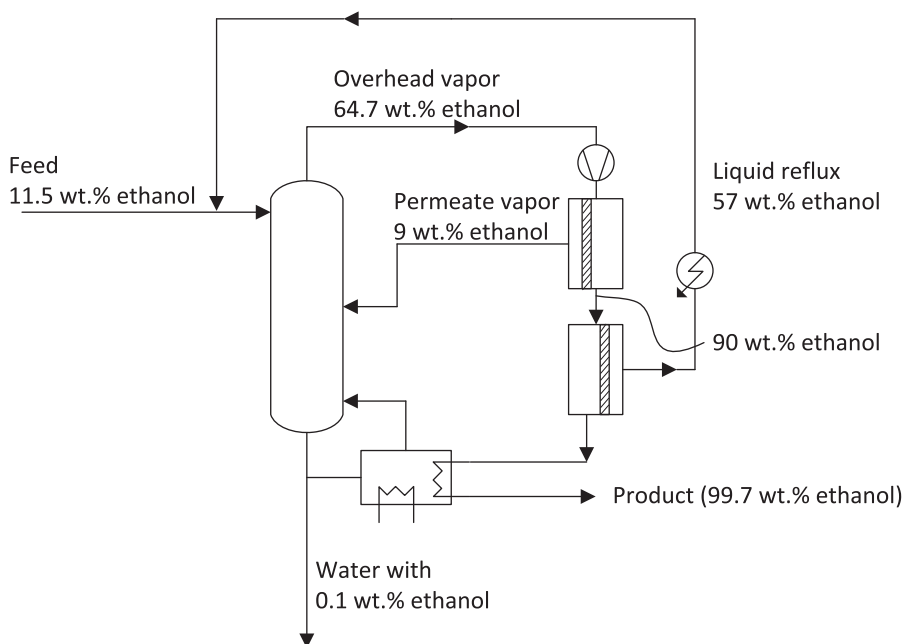 Overhead vapor
64.7 wt.% ethanol
Feed
11.5 wt.% ethanol
Permeate vapor
9 wt.% ethanol
Liquid reflux
57 wt.% ethanol
90 wt.% ethanol
Product (99.7 wt.% ethanol)
Water with
0.1 wt.% ethanol